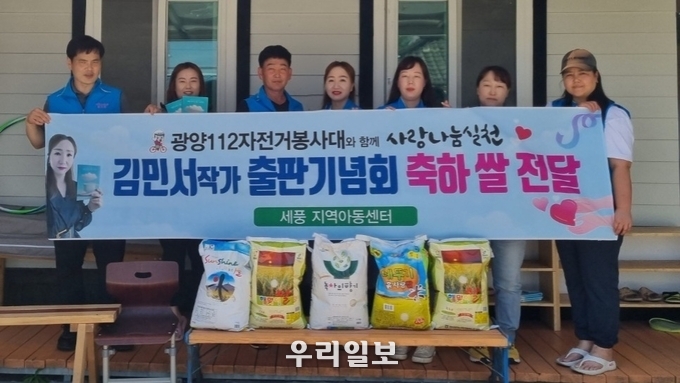 광양112자전거봉사대와 함께 사랑나눔실천
김민서작가 출판기념회 축하 쌀 전달
세풍 지역아동센터
우리일보